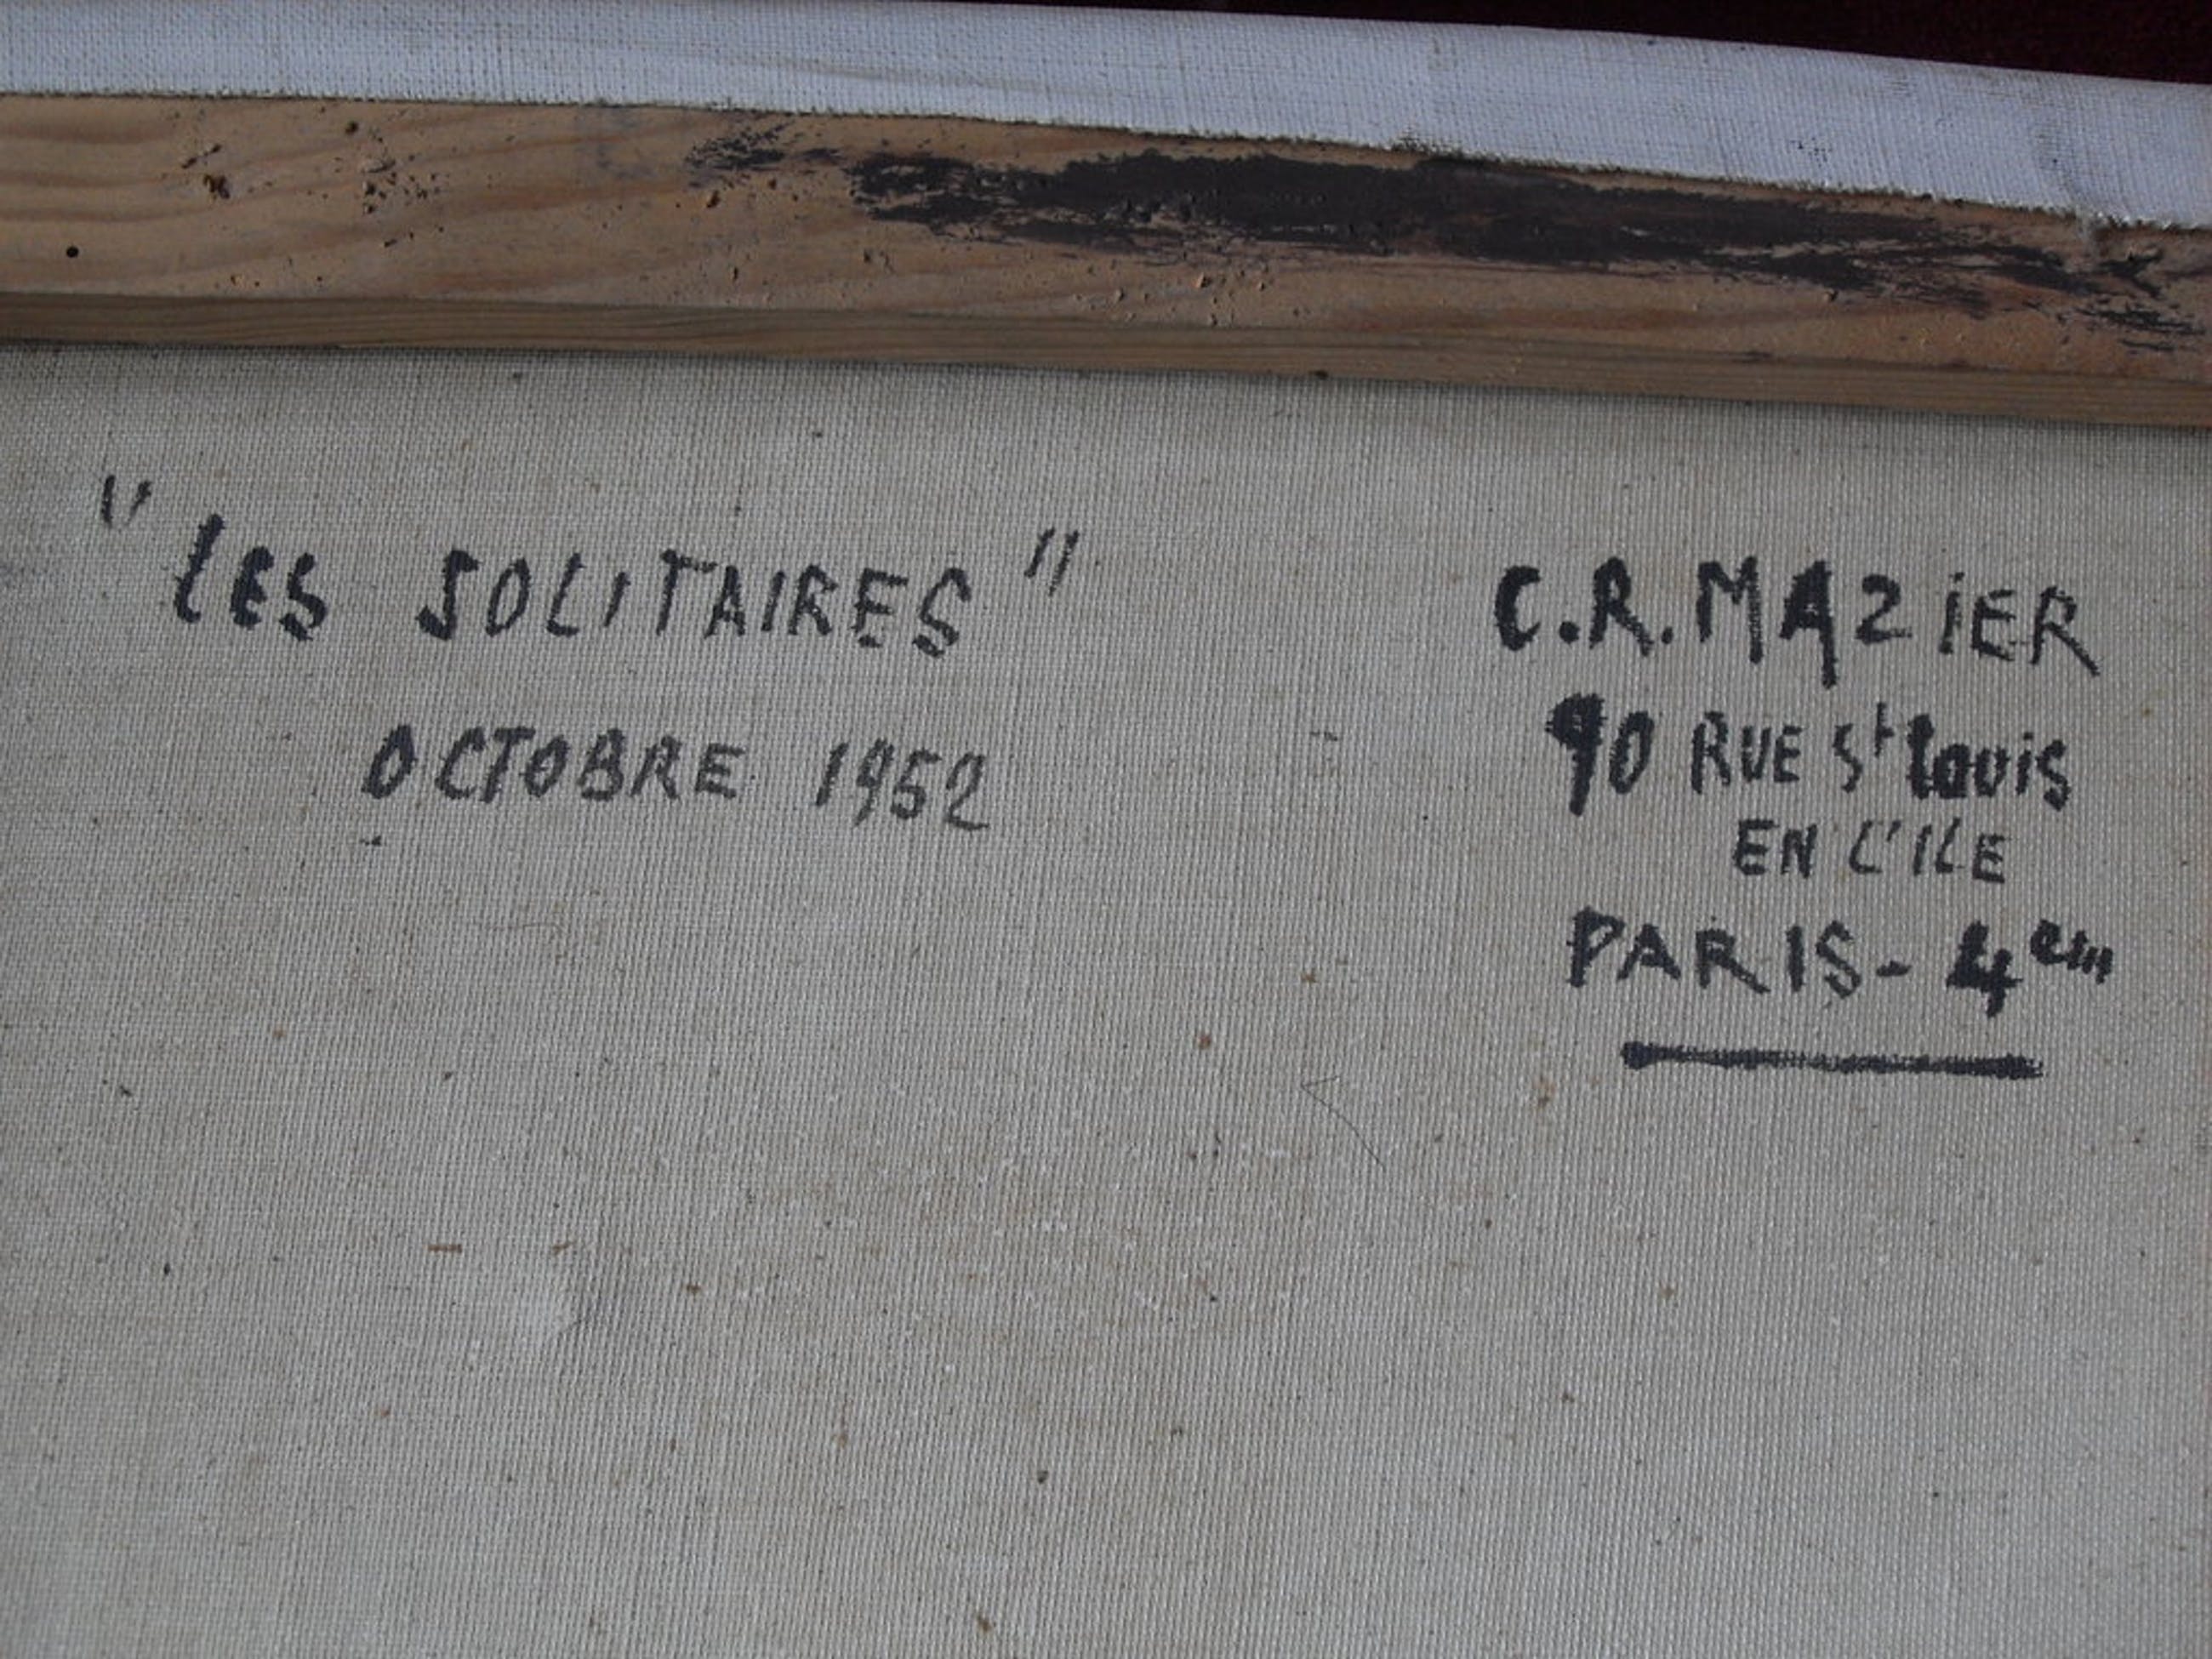 "Les SOLITAIRES"
OCTOBRE 1952
C.R.MAZiER
90 RUE St Louis
EN L'ILE
PARIS - 4em